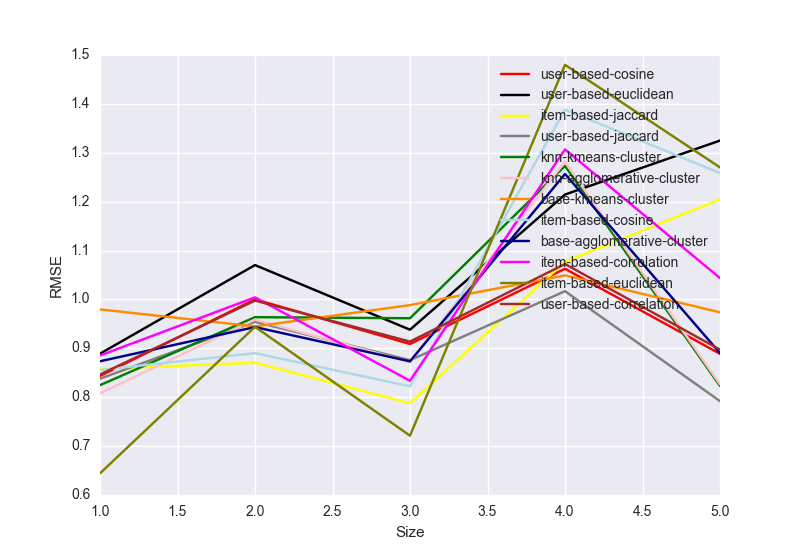 1.5
1.4
1.3
1.2
1.1
1.0
0.9
0.8
0.7
0.6
RMSE
user-based-cosine
user-based-euclidean
item-based-jaccard
user-based-jaccard
knn-kmeans-cluster
knn-agglomerative-cluster
base-kmeans-cluster
item-based-cosine
base-agglomerative-cluster
item-based-correlation
item-based-euclidean
user-based-correlation
1.0 1.5 2.0 2.5 3.0 3.5 4.0 4.5 5.0
Size